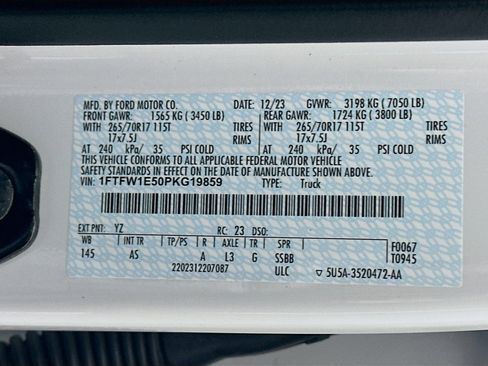 MFD. BY FORD MOTOR CO. DATE: 12/23 GVWR: 3198 KG ( 7050 LB)
FRONT GAWR: 1565 KG ( 3450 LB) REAR GAWR: 1724 KG ( 3800 LB)
WITH 265/70R17 115T TIRES WITH 265/70R17 115T TIRES
17x7.5J RIMS 17x7.5J RIMS
AT 240 kPa/ 35 PSI COLD AT 240 kPa/ 35 PSI COLD
THIS VEHICLE CONFORMS TO ALL APPLICABLE FEDERAL MOTOR VEHICLE
SAFETY STANDARDS IN EFFECT ON THE DATE OF MANUFACTURE SHOWN ABOVE.
VIN: 1FTFW1E50PKG19859 TYPE: Truck
EXT PNT: YZ RC: 23 DSO:
WB INT TR TP/PS R AXLE TR SPR F0067
145 AS A L3 G SSBB T0945
2202312207087 ULC ▽ 5U5A-3520472-AA